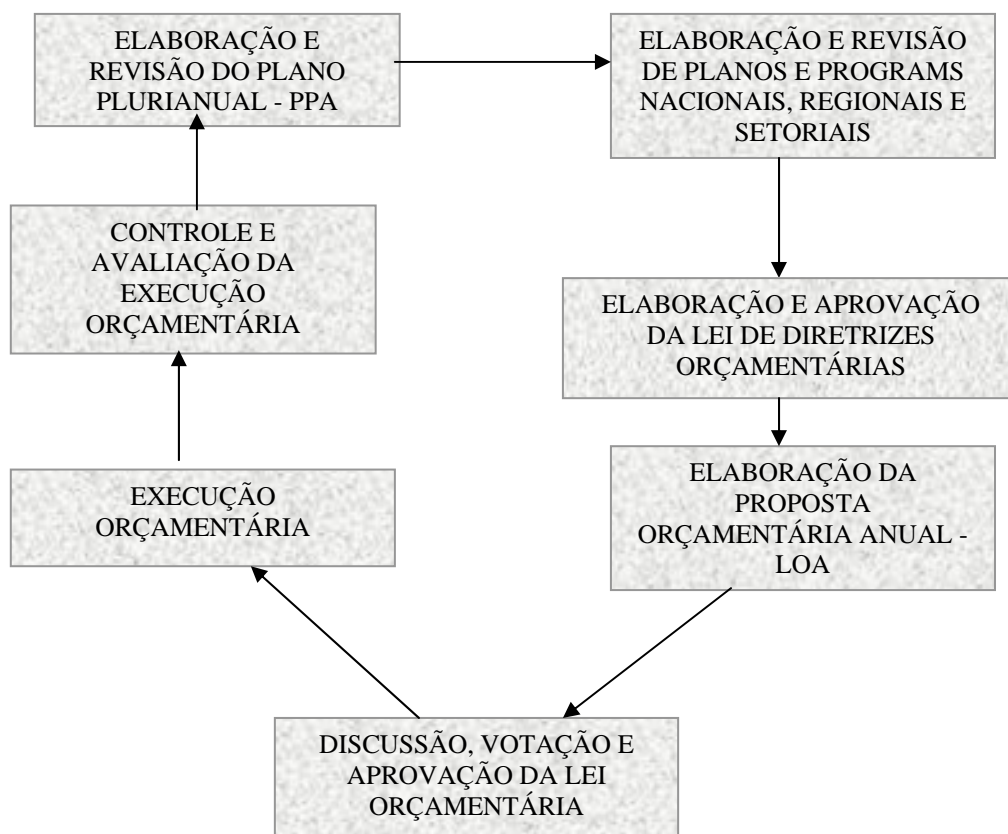 ELABORAÇÃO E
REVISÃO DO PLANO
PLURIANUAL - PPA
ELABORAÇÃO E REVISÃO
DE PLANOS E PROGRAMS
NACIONAIS, REGIONAIS E
SETORIAIS
ELABORAÇÃO E APROVAÇÃO
DA LEI DE DIRETRIZES
ORÇAMENTÁRIAS
ELABORAÇÃO DA
PROPOSTA
ORÇAMENTÁRIA ANUAL -
LOA
DISCUSSÃO, VOTAÇÃO E
APROVAÇÃO DA LEI
ORÇAMENTÁRIA
EXECUÇÃO
ORÇAMENTÁRIA
CONTROLE E
AVALIAÇÃO DA
EXECUÇÃO
ORÇAMENTÁRIA